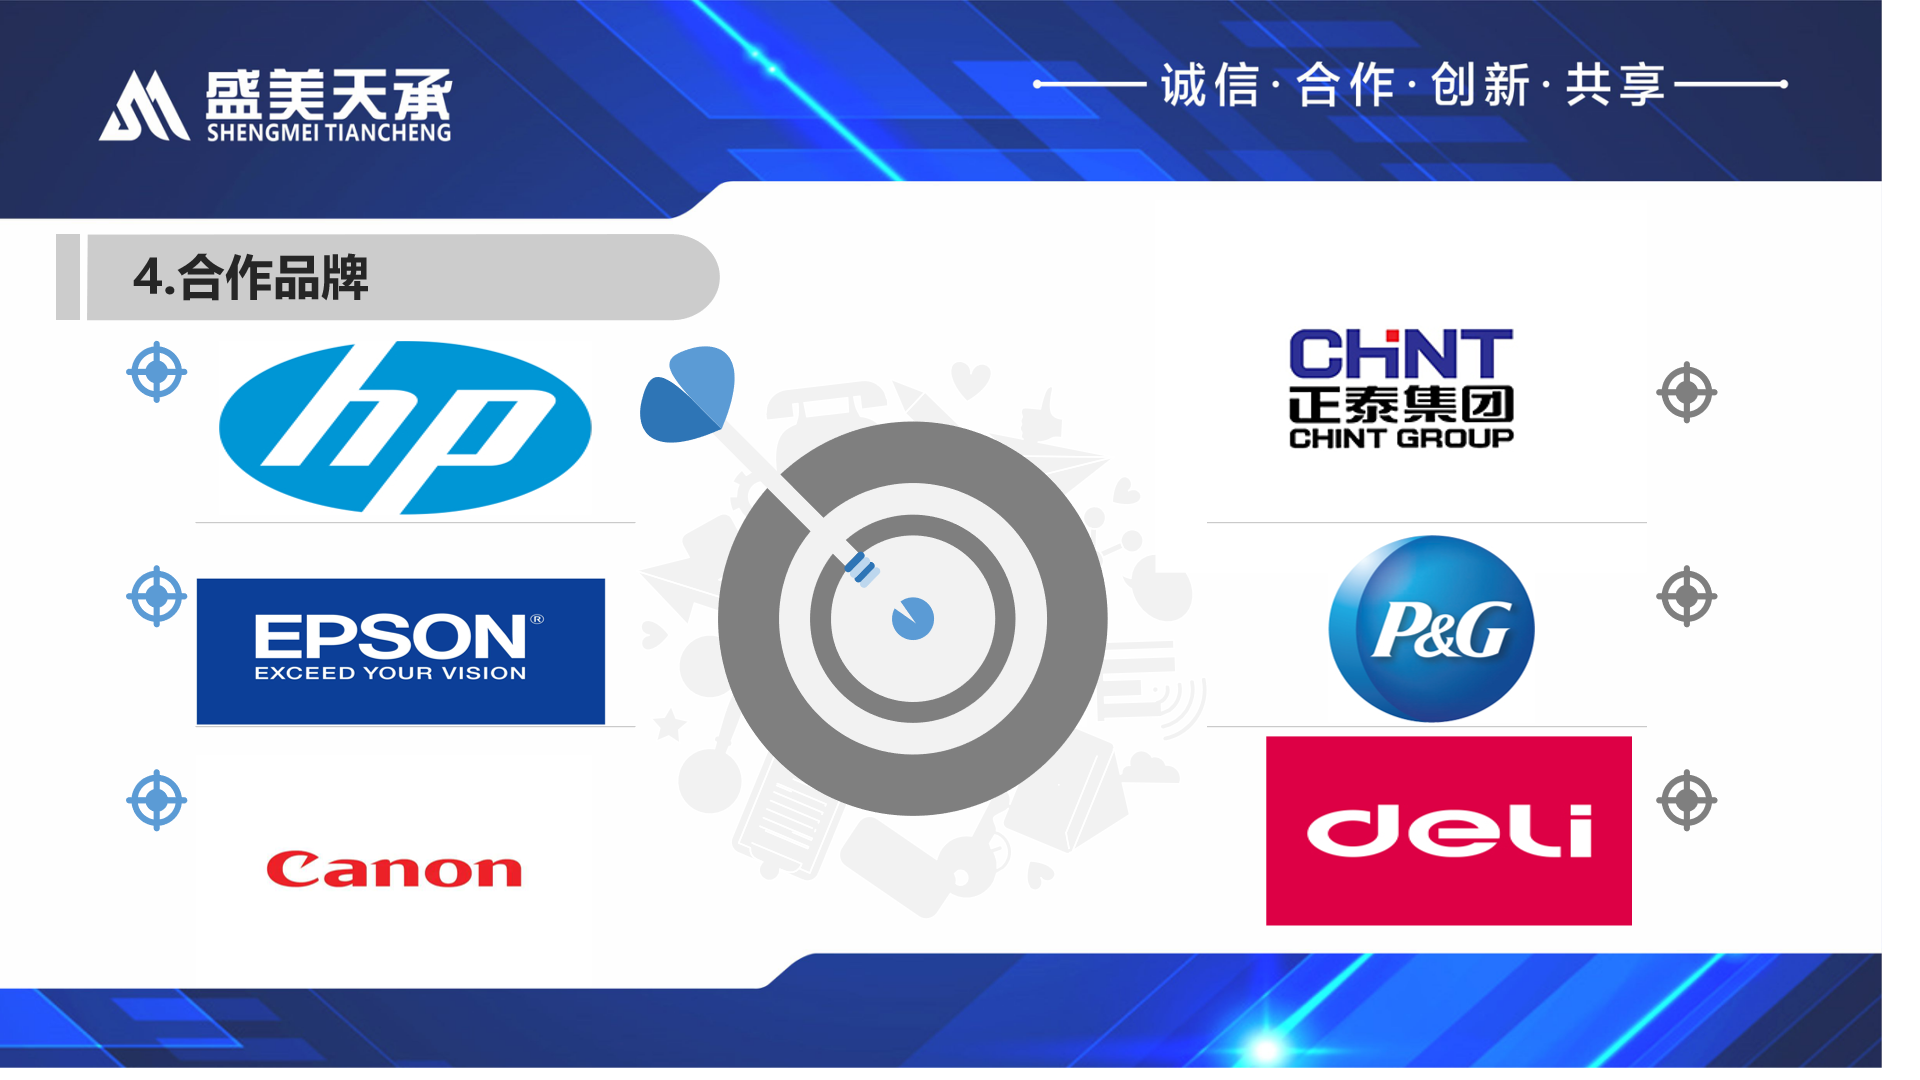 盛美天承
SHENGMEI TIANCHENG
诚信·合作·创新·共享
4.合作品牌
hp
EPSON®
EXCEED YOUR VISION
Canon
CHINT
正泰集团
CHINT GROUP
P&G
deli